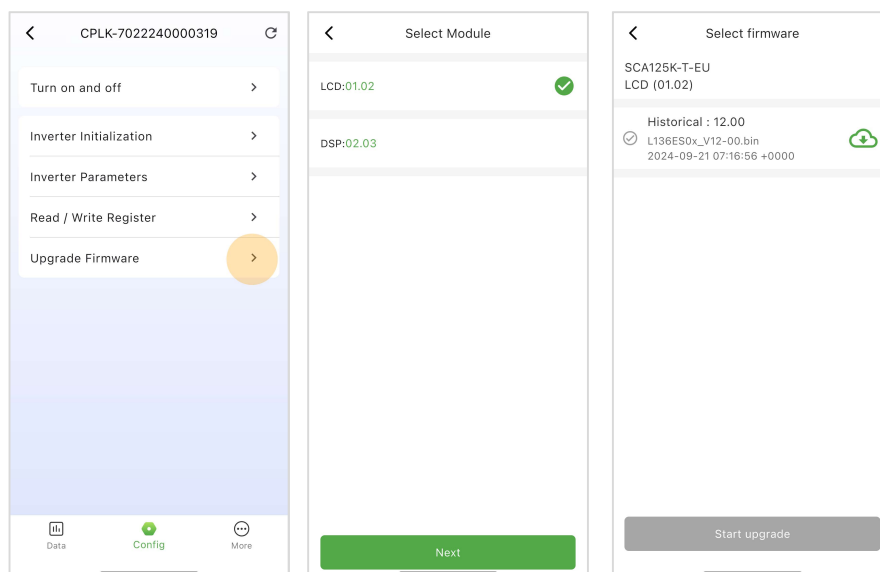 CPLK-7022240000319
Turn on and off
Inverter Initialization
Inverter Parameters
Read / Write Register
Upgrade Firmware
Data
Config
More
Select Module
LCD:01.02
DSP:02.03
Next
Select firmware
SCA125K-T-EU
LCD (01.02)
Historical : 12.00
L136ES0x_V12-00.bin
2024-09-21 07:16:56 +0000
Start upgrade